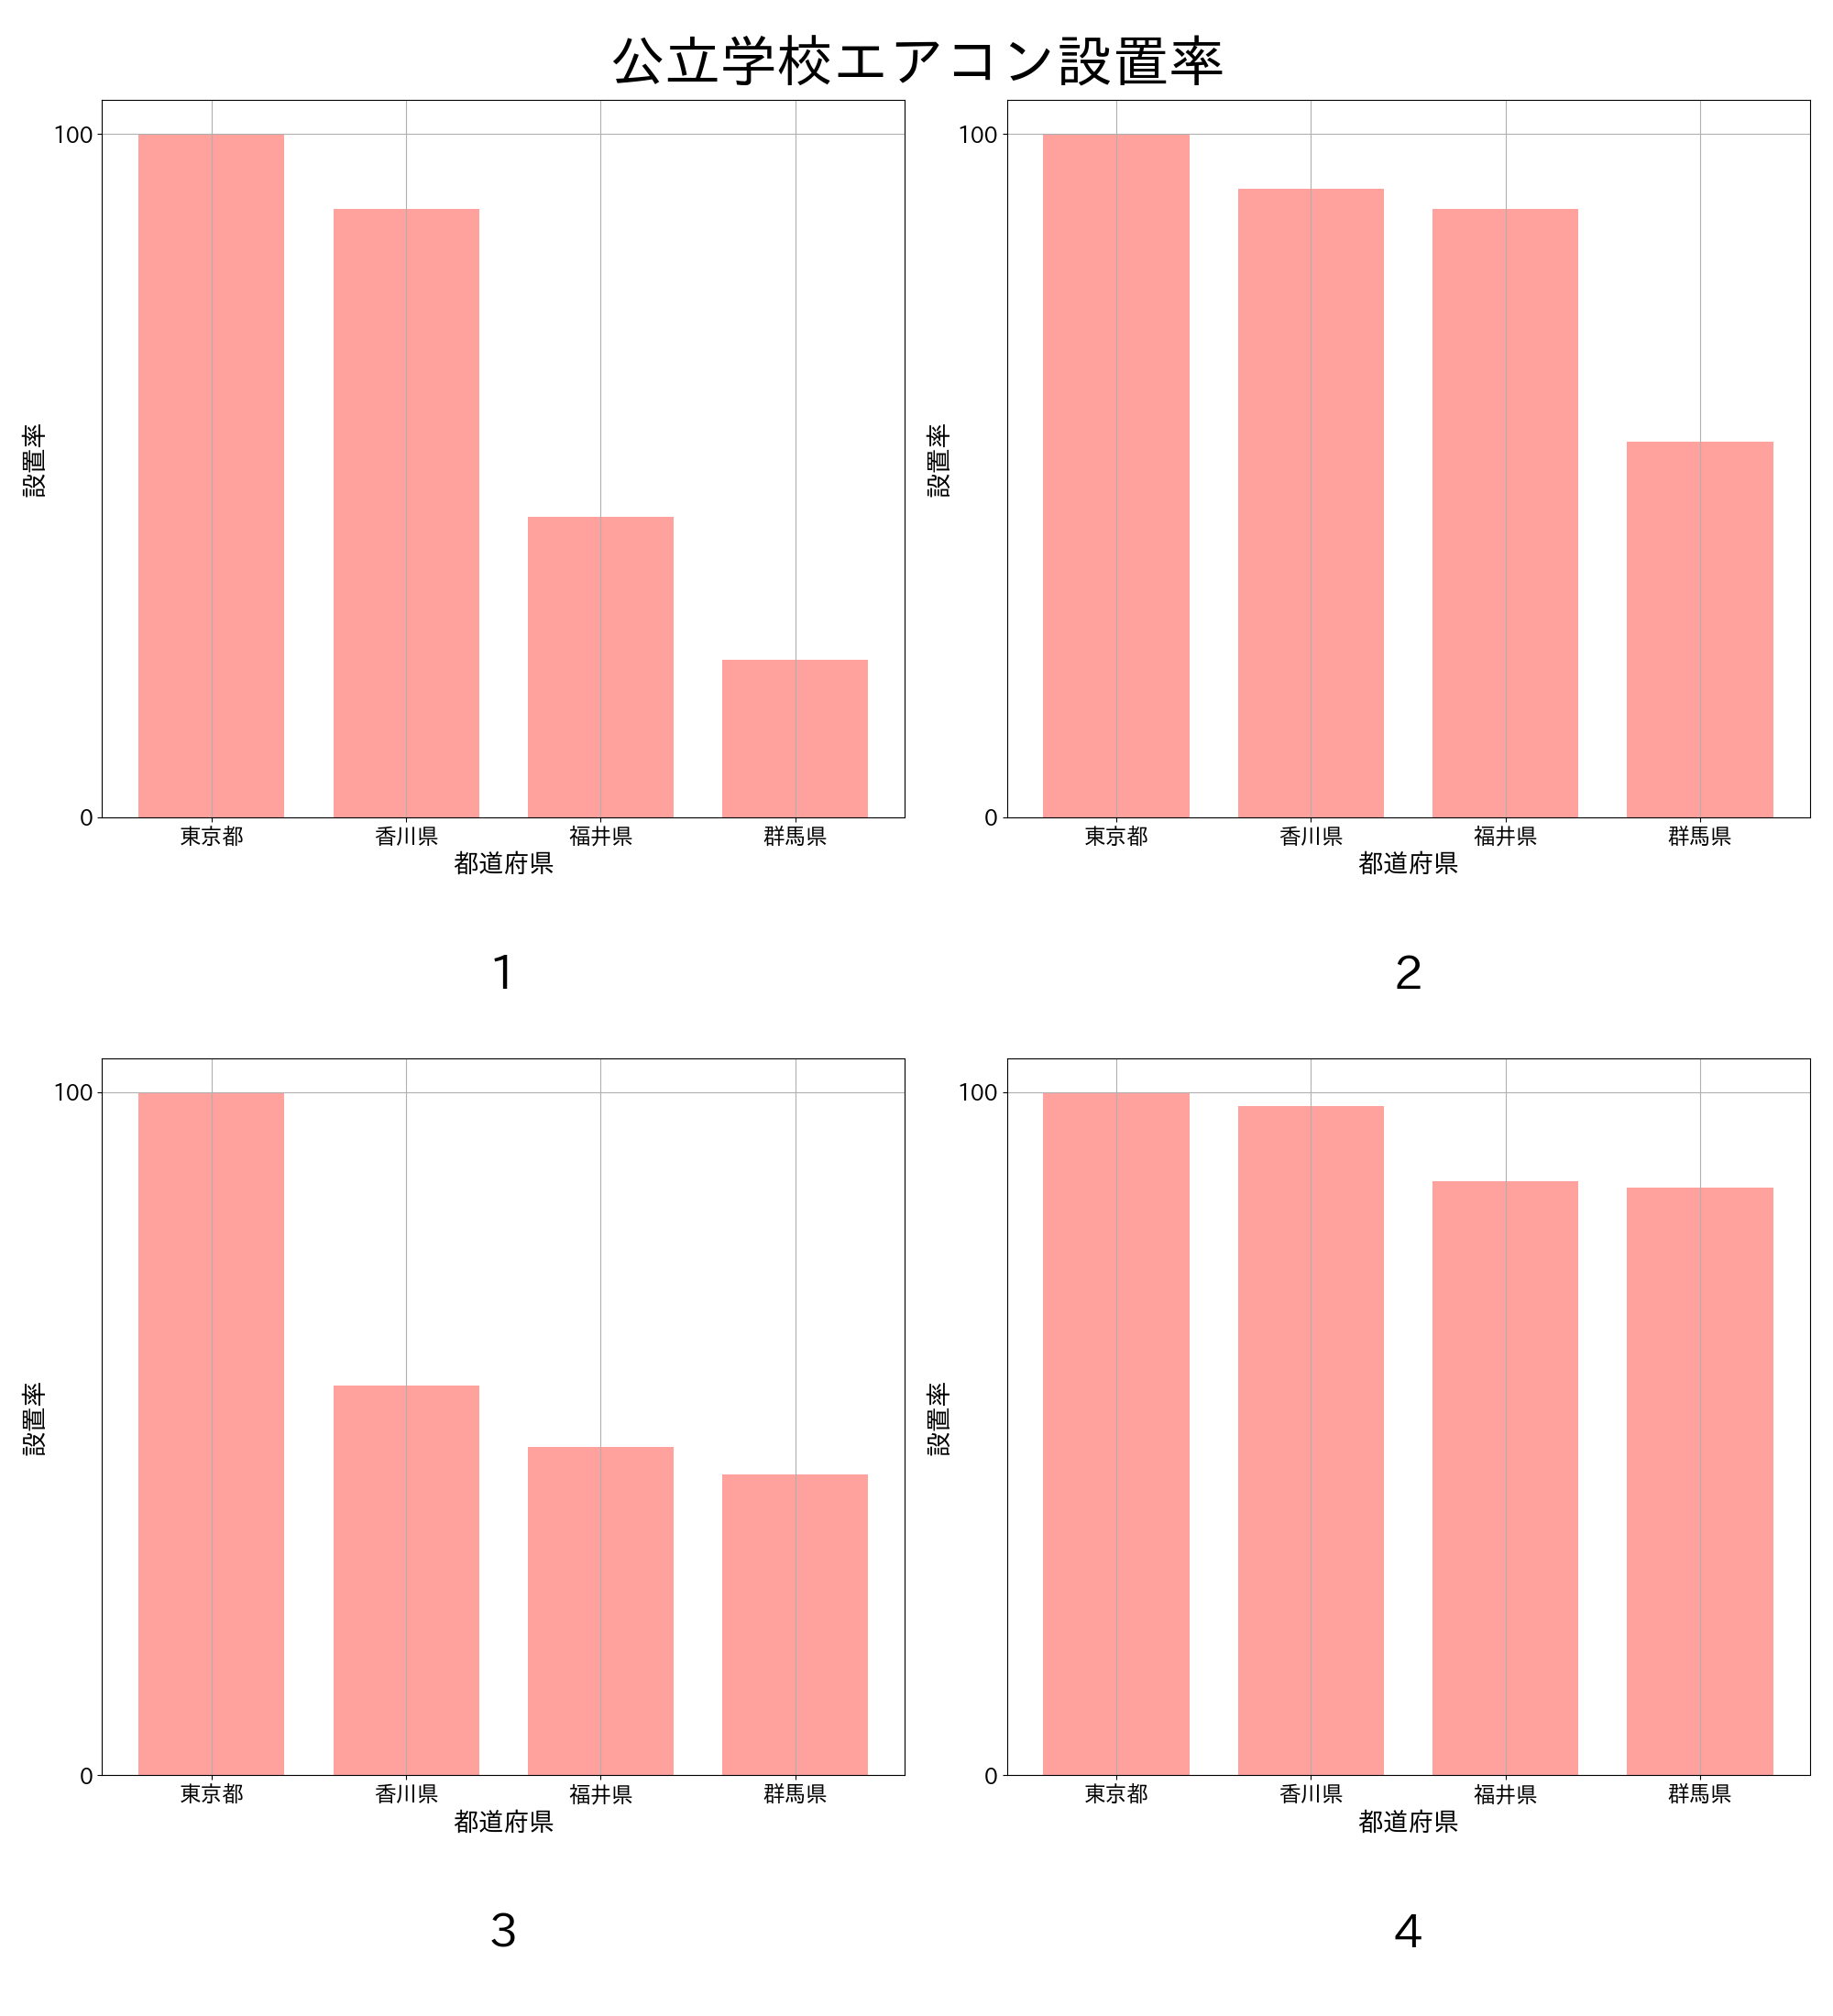 公立学校エアコン設置率
100
0
設置率
東京都 香川県 福井県 群馬県
都道府県
1
100
0
設置率
東京都 香川県 福井県 群馬県
都道府県
2
100
0
設置率
東京都 香川県 福井県 群馬県
都道府県
3
100
0
設置率
東京都 香川県 福井県 群馬県
都道府県
4